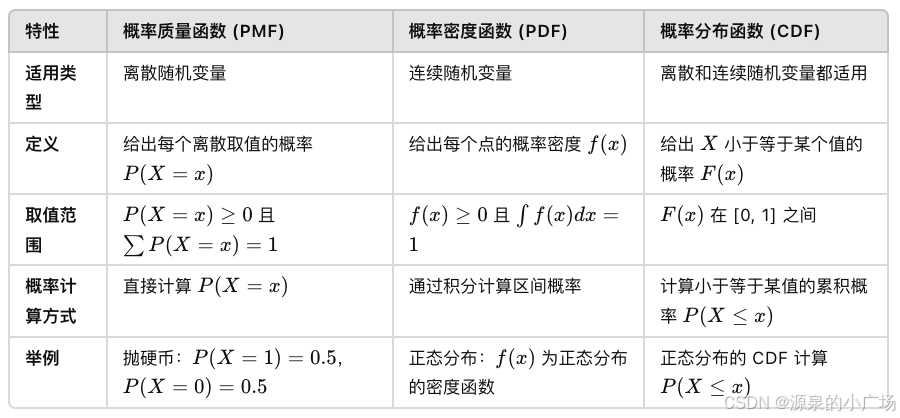 特性 概率质量函数 (PMF) 概率密度函数 (PDF) 概率分布函数 (CDF)
适用类 离散随机变量 连续随机变量 离散和连续随机变量都适用
型
定义 给出每个离散取值的概率 给出每个点的概率密度 f(x) 给出 X 小于等于某个值的
P(X = x) 概率 F(x)
取值范 P(X = x) ≥ 0 且 f(x) ≥ 0 且 ∫ f(x)dx = F(x) 在 [0, 1] 之间
围 ∑ P(X = x) = 1 1
概率计 直接计算 P(X = x) 通过积分计算区间概率 计算小于等于某值的累积概
算方式 率 P(X ≤ x)
举例 抛硬币：P(X = 1) = 0.5, 正态分布：f(x) 为正态分布 正态分布的 CDF 计算
P(X = 0) = 0.5 的密度函数 P(X ≤ x)
CSDN @源泉的小广场